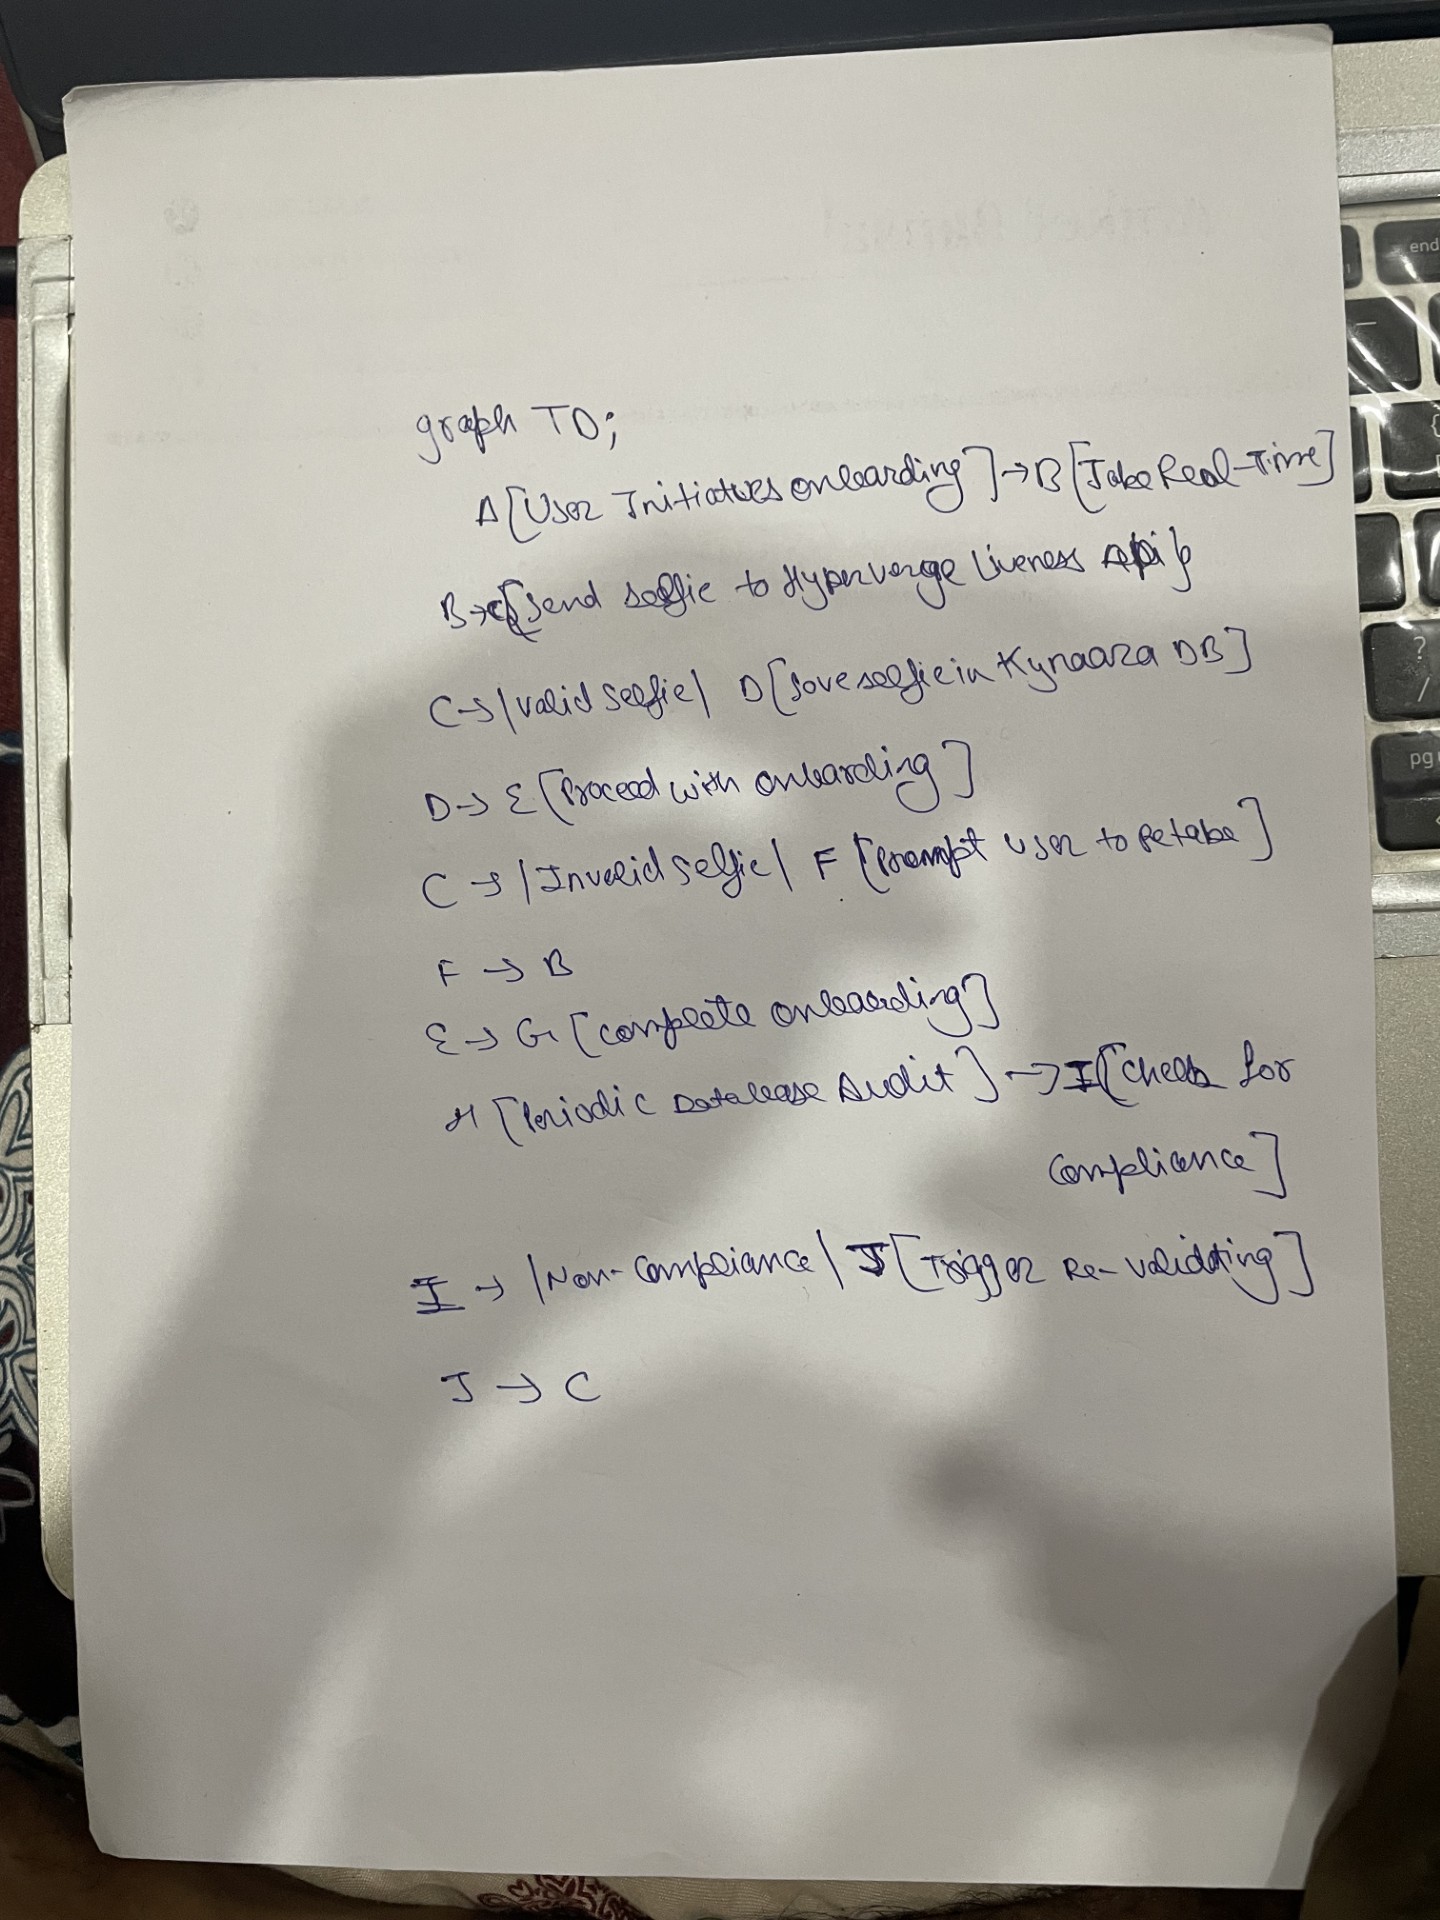 graph TD;
A[User Initiates onboarding] → B[Take Real-Time]
B → C{Send selfie to Hyperverge Liveness Api}
C → |Valid Selfie| D[Save selfie in Kynaara DB]
D → E[Proceed with onboarding]
C → |Invalid Selfie| F [Prompt user to Retake]
F → B
E → G [complete onboarding]
H [Periodic Database Audit] → I [Check for
Compliance]
I → |Non-Compliance| J [Trigger Re-validating]
J → C